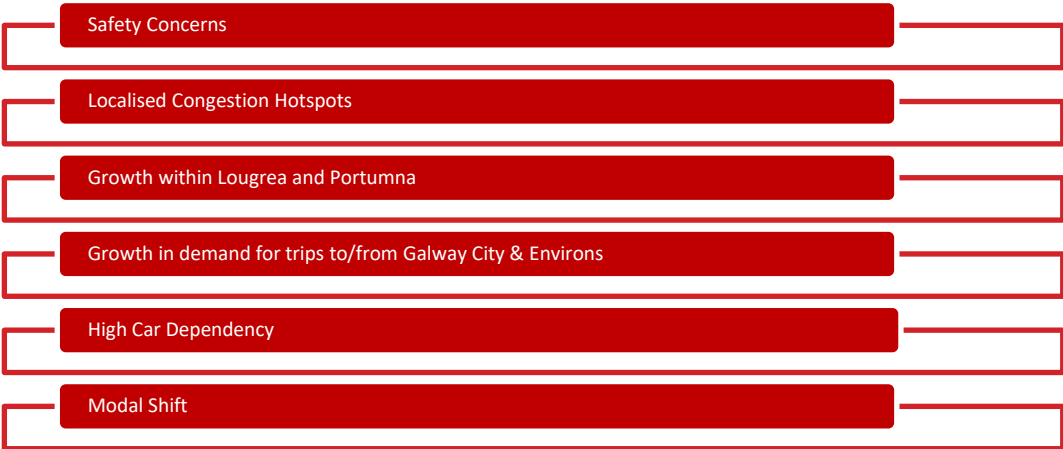 Safety Concerns
Localised Congestion Hotspots
Growth within Lougrea and Portumna
Growth in demand for trips to/from Galway City & Environs
High Car Dependency
Modal Shift